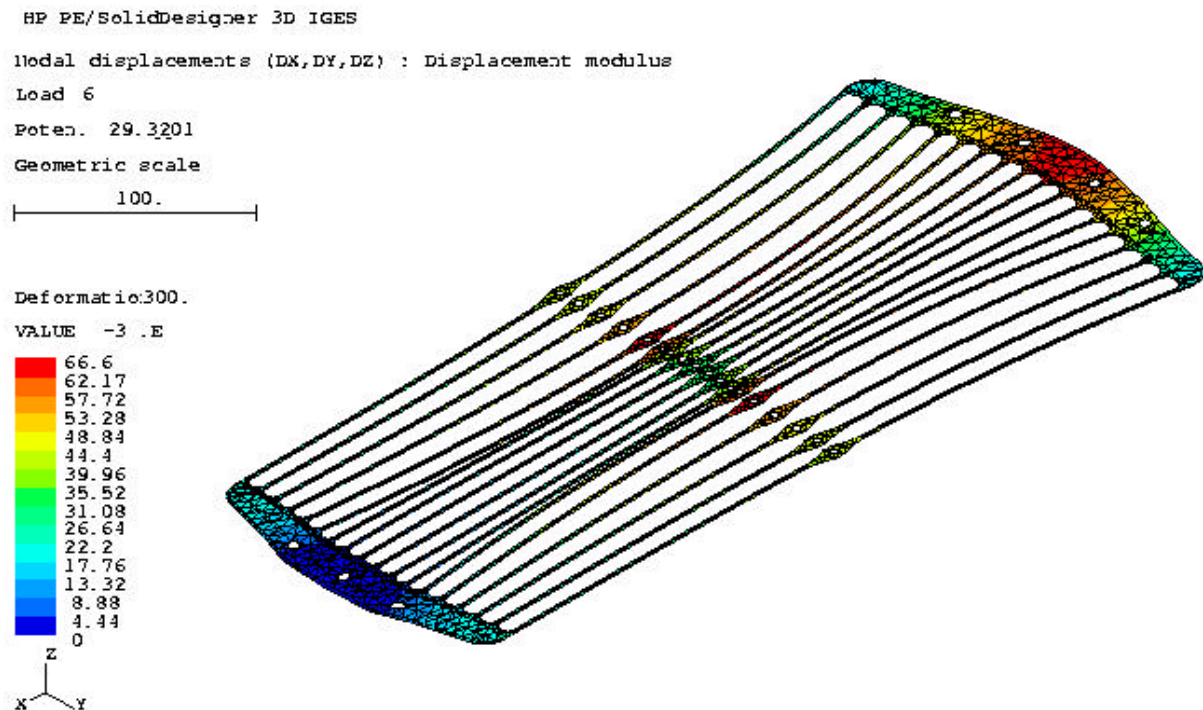 HP PE/SolidDesigner 3D IGES
Nodal displacements (DX,DY,DZ) : Displacement modulus
Load 6
Poten. 29.3201
Geometric scale
100.
Deformatio:300.
VALUE -3 .E
66.6
62.17
57.72
53.28
48.84
44.4
39.96
35.52
31.08
26.64
22.2
17.76
13.32
8.88
4.44
0
Z
X Y